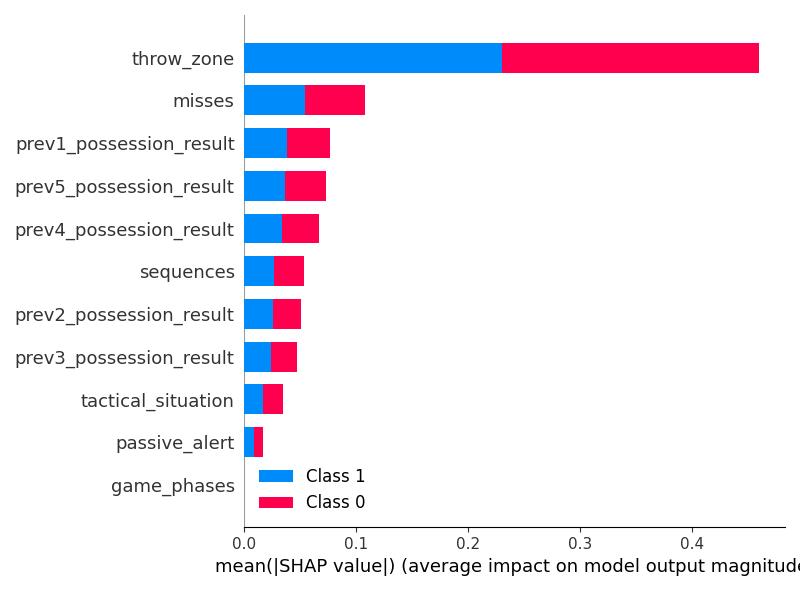 throw_zone
misses
prev1_possession_result
prev5_possession_result
prev4_possession_result
sequences
prev2_possession_result
prev3_possession_result
tactical_situation
passive_alert
game_phases
Class 1
Class 0
0.0 0.1 0.2 0.3 0.4
mean(|SHAP value|) (average impact on model output magnitude